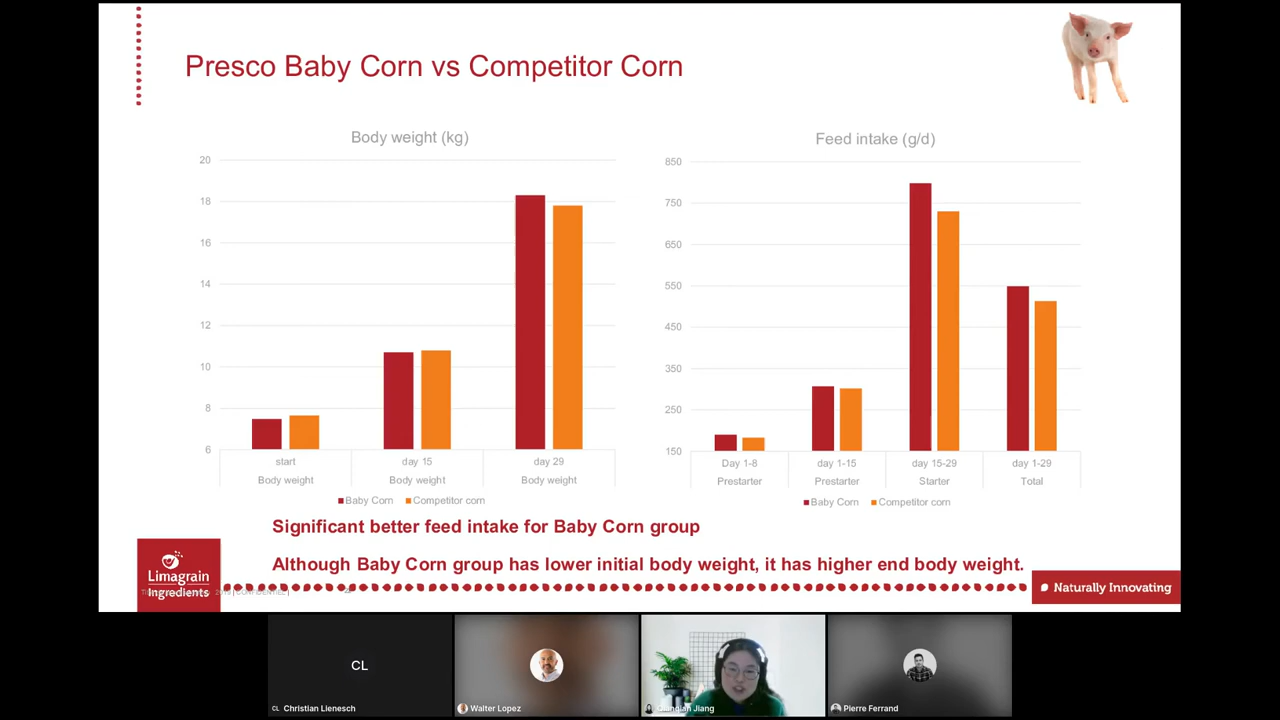 Presco Baby Corn vs Competitor Corn
Body weight (kg)
20
18
16
14
12
10
8
6
start
day 15
day 29
Body weight
Body weight
Body weight
Baby Corn
Competitor corn
Feed intake (g/d)
850
750
650
550
450
350
250
150
Day 1-8
day 1-15
day 15-29
day 1-29
Prestarter
Prestarter
Starter
Total
Baby Corn
Competitor corn
Significant better feed intake for Baby Corn group
Although Baby Corn group has lower initial body weight, it has higher end body weight.
Limagrain
Ingredients
Naturally Innovating
CL
CL Christian Lienesch
Walter Lopez
Jiang
Pierre Ferrand